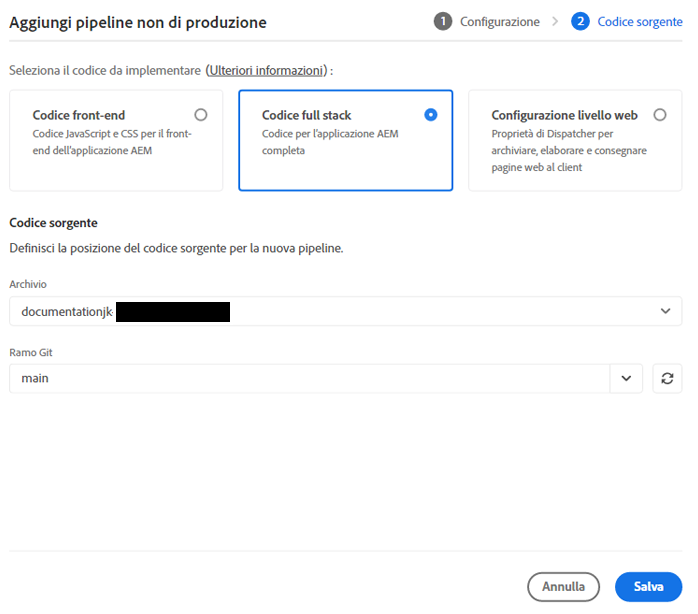 Aggiungi pipeline non di produzione
1 Configurazione
2 Codice sorgente
Seleziona il codice da implementare (Ulteriori informazioni) :
Codice front-end
Codice JavaScript e CSS per il front-
end dell'applicazione AEM
Codice full stack
Codice per l'applicazione AEM
completa
Configurazione livello web
Proprietà di Dispatcher per
archiviare, elaborare e consegnare
pagine web al client
Codice sorgente
Definisci la posizione del codice sorgente per la nuova pipeline.
Archivio
documentationjk
Ramo Git
main
Annulla
Salva